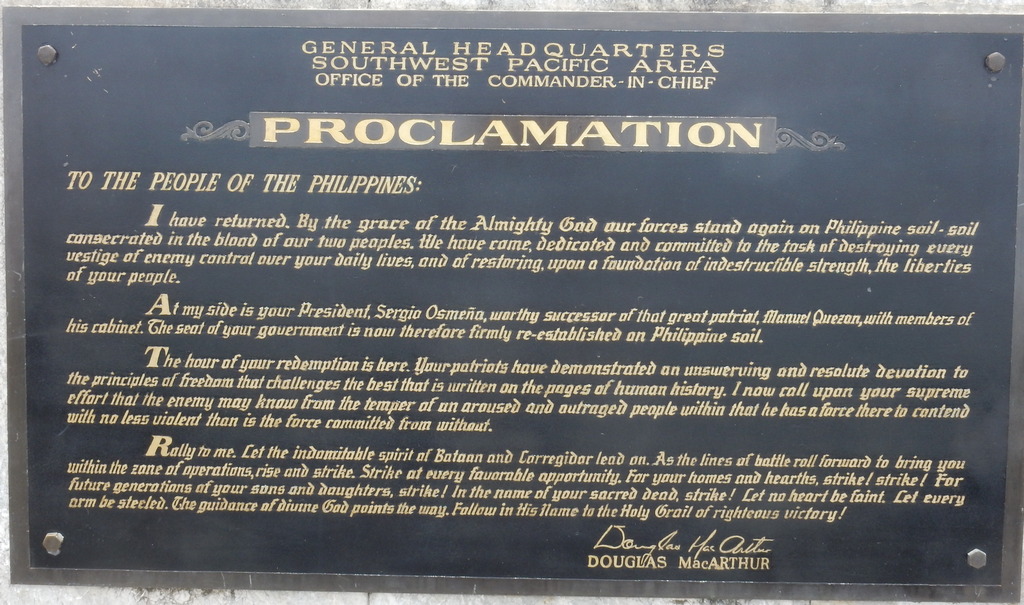 GENERAL HEADQUARTERS
SOUTHWEST PACIFIC AREA
OFFICE OF THE COMMANDER-IN-CHIEF
PROCLAMATION
TO THE PEOPLE OF THE PHILIPPINES:
I have returned. By the grace of the Almighty God our forces stand again on Philippine soil-soil
consecrated in the blood of our two peoples. We have come, dedicated and committed to the task of destroying every
vestige of enemy control over your daily lives, and of restoring, upon a foundation of indestructible strength, the liberties
of your people.
At my side is your President, Sergio Osmeña, worthy successor of that great patriot, Manuel Quezon, with members of
his cabinet. The seat of your government is now therefore firmly re-established on Philippine soil.
The hour of your redemption is here. Your patriots have demonstrated an unswerving and resolute devotion to
the principles of freedom that challenges the best that is written on the pages of human history. I now call upon your supreme
effort that the enemy may know from the temper of an aroused and outraged people within that he has a force there to contend
with no less violent than is the force committed from without.
Rally to me. Let the indomitable spirit of Bataan and Corregidor lead on. As the lines of battle roll forward to bring you
within the zone of operations, rise and strike. Strike at every favorable opportunity. For your homes and hearths, strike! strike! For
future generations of your sons and daughters, strike! In the name of your sacred dead, strike! Let no heart be faint. Let every
arm be steeled. The guidance of divine God points the way. Follow in His Name to the Holy Grail of righteous victory!
Douglas MacArthur
DOUGLAS MacARTHUR